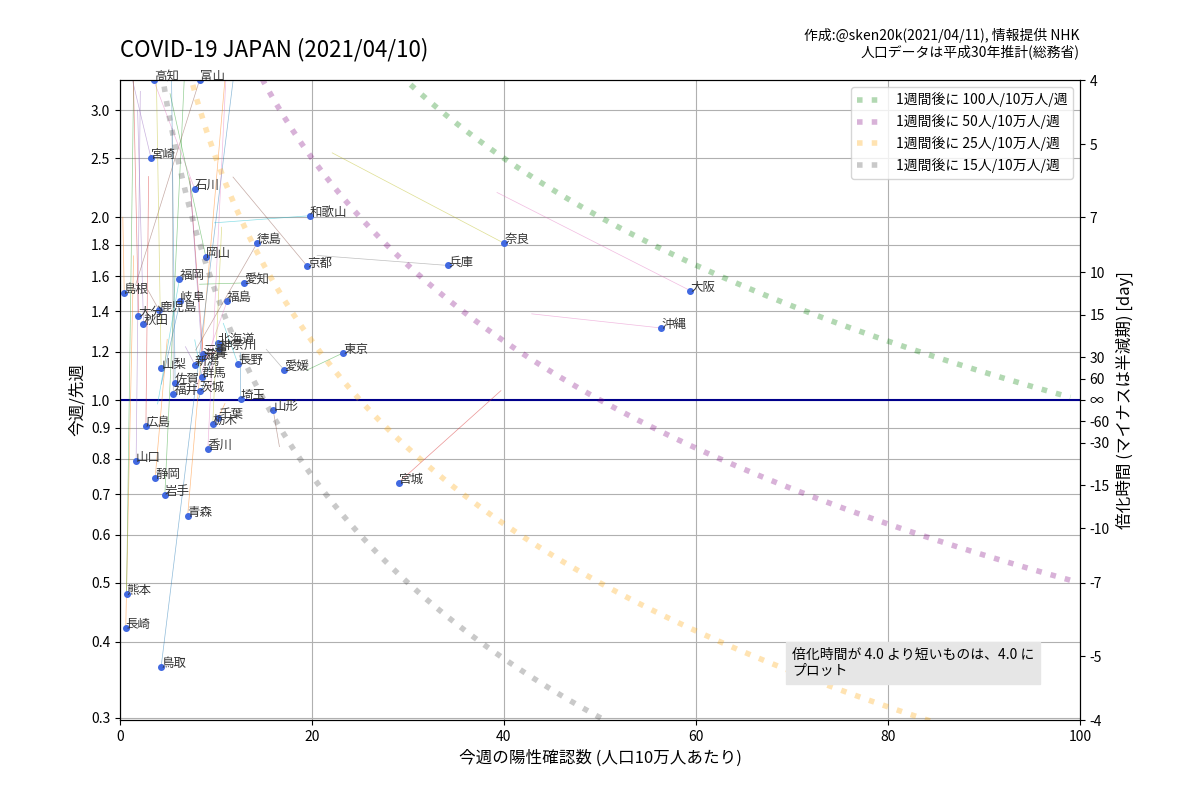 COVID-19 JAPAN (2021/04/10)
作成:@sken20k(2021/04/11), 情報提供 NHK
人口データは平成30年推計(総務省)
1週間後に 100人/10万人/週
1週間後に 50人/10万人/週
1週間後に 25人/10万人/週
1週間後に 15人/10万人/週
高知
富山
宮崎
石川
和歌山
徳島
奈良
岡山
京都
兵庫
福岡
愛知
大阪
島根
岐阜
福島
鹿児島
大分
秋田
沖縄
北海道
神奈川
東京
新潟
長野
山梨
愛媛
群馬
佐賀
福井
茨城
埼玉
山形
千葉
栃木
広島
香川
山口
静岡
宮城
岩手
青森
熊本
長崎
鳥取
倍化時間が 4.0 より短いものは、4.0 に
プロット
今週/先週
3.0
2.5
2.0
1.8
1.6
1.4
1.2
1.0
0.9
0.8
0.7
0.6
0.5
0.4
0.3
4
5
7
10
15
30
60
∞
-60
-30
-15
-10
-7
-5
-4
倍化時間 (マイナスは半減期) [day]
0
20
40
60
80
100
今週の陽性確認数 (人口10万人あたり)